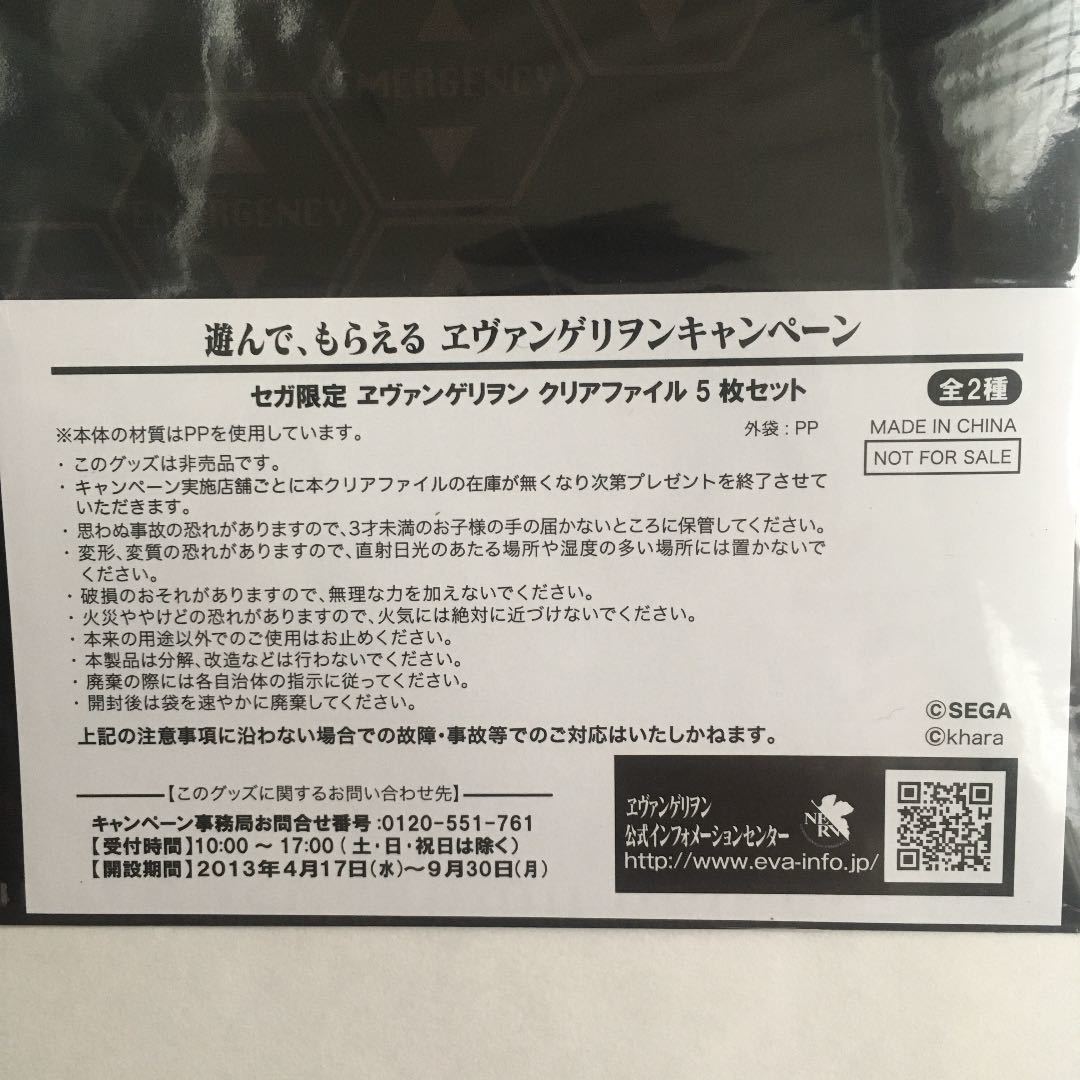 EMERGENCY
EMERGENCY
遊んで、もらえる ヱヴァンゲリヲンキャンペーン
セガ限定 ヱヴァンゲリヲン クリアファイル 5 枚セット
全2種
※本体の材質はPPを使用しています。
外袋 : PP
MADE IN CHINA
NOT FOR SALE
・このグッズは非売品です。
・キャンペーン実施店舗ごとに本クリアファイルの在庫が無くなり次第プレゼントを終了させて
いただきます。
・思わぬ事故の恐れがありますので、3才未満のお子様の手の届かないところに保管してください。
・変形、変質の恐れがありますので、直射日光のあたる場所や湿度の多い場所には置かないで
ください。
・破損のおそれがありますので、無理な力を加えないでください。
・火災ややけどの恐れがありますので、火気には絶対に近づけないでください。
・本来の用途以外でのご使用はお止めください。
・本製品は分解、改造などは行わないでください。
・廃棄の際には各自治体の指示に従ってください。
・開封後は袋を速やかに廃棄してください。
上記の注意事項に沿わない場合での故障・事故等でのご対応はいたしかねます。
©SEGA
©khara
【このグッズに関するお問い合わせ先】
キャンペーン事務局お問合せ番号 :0120-551-761
【受付時間】10:00 ～ 17:00 ( 土・日・祝日は除く)
【開設期間】2013年4月17日(水)～9月30日(月)
ヱヴァンゲリヲン
公式インフォメーションセンター
NERV
http://www.eva-info.jp/